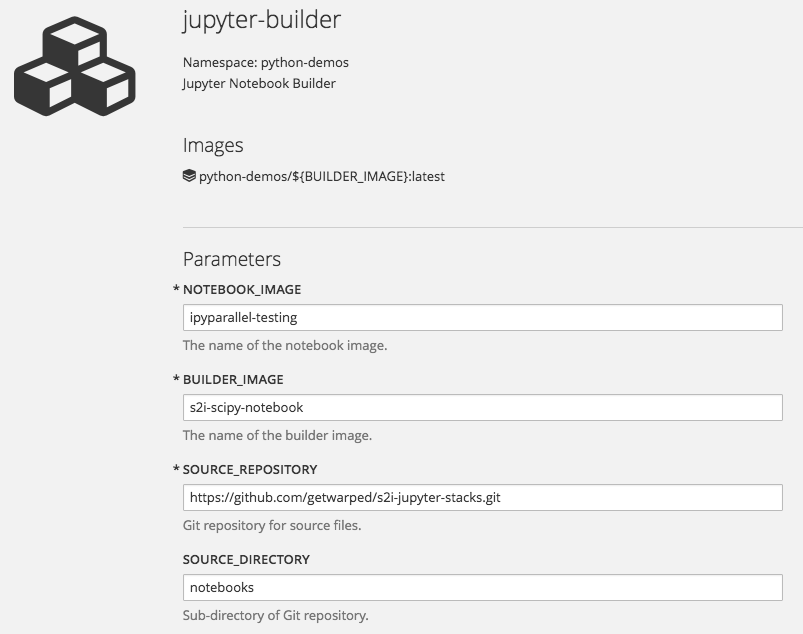 jupyter-builder
Namespace: python-demos
Jupyter Notebook Builder
Images
python-demos/${BUILDER_IMAGE}:latest
Parameters
* NOTEBOOK_IMAGE
ipyparallel-testing
The name of the notebook image.
* BUILDER_IMAGE
s2i-scipy-notebook
The name of the builder image.
* SOURCE_REPOSITORY
https://github.com/getwarped/s2i-jupyter-stacks.git
Git repository for source files.
SOURCE_DIRECTORY
notebooks
Sub-directory of Git repository.